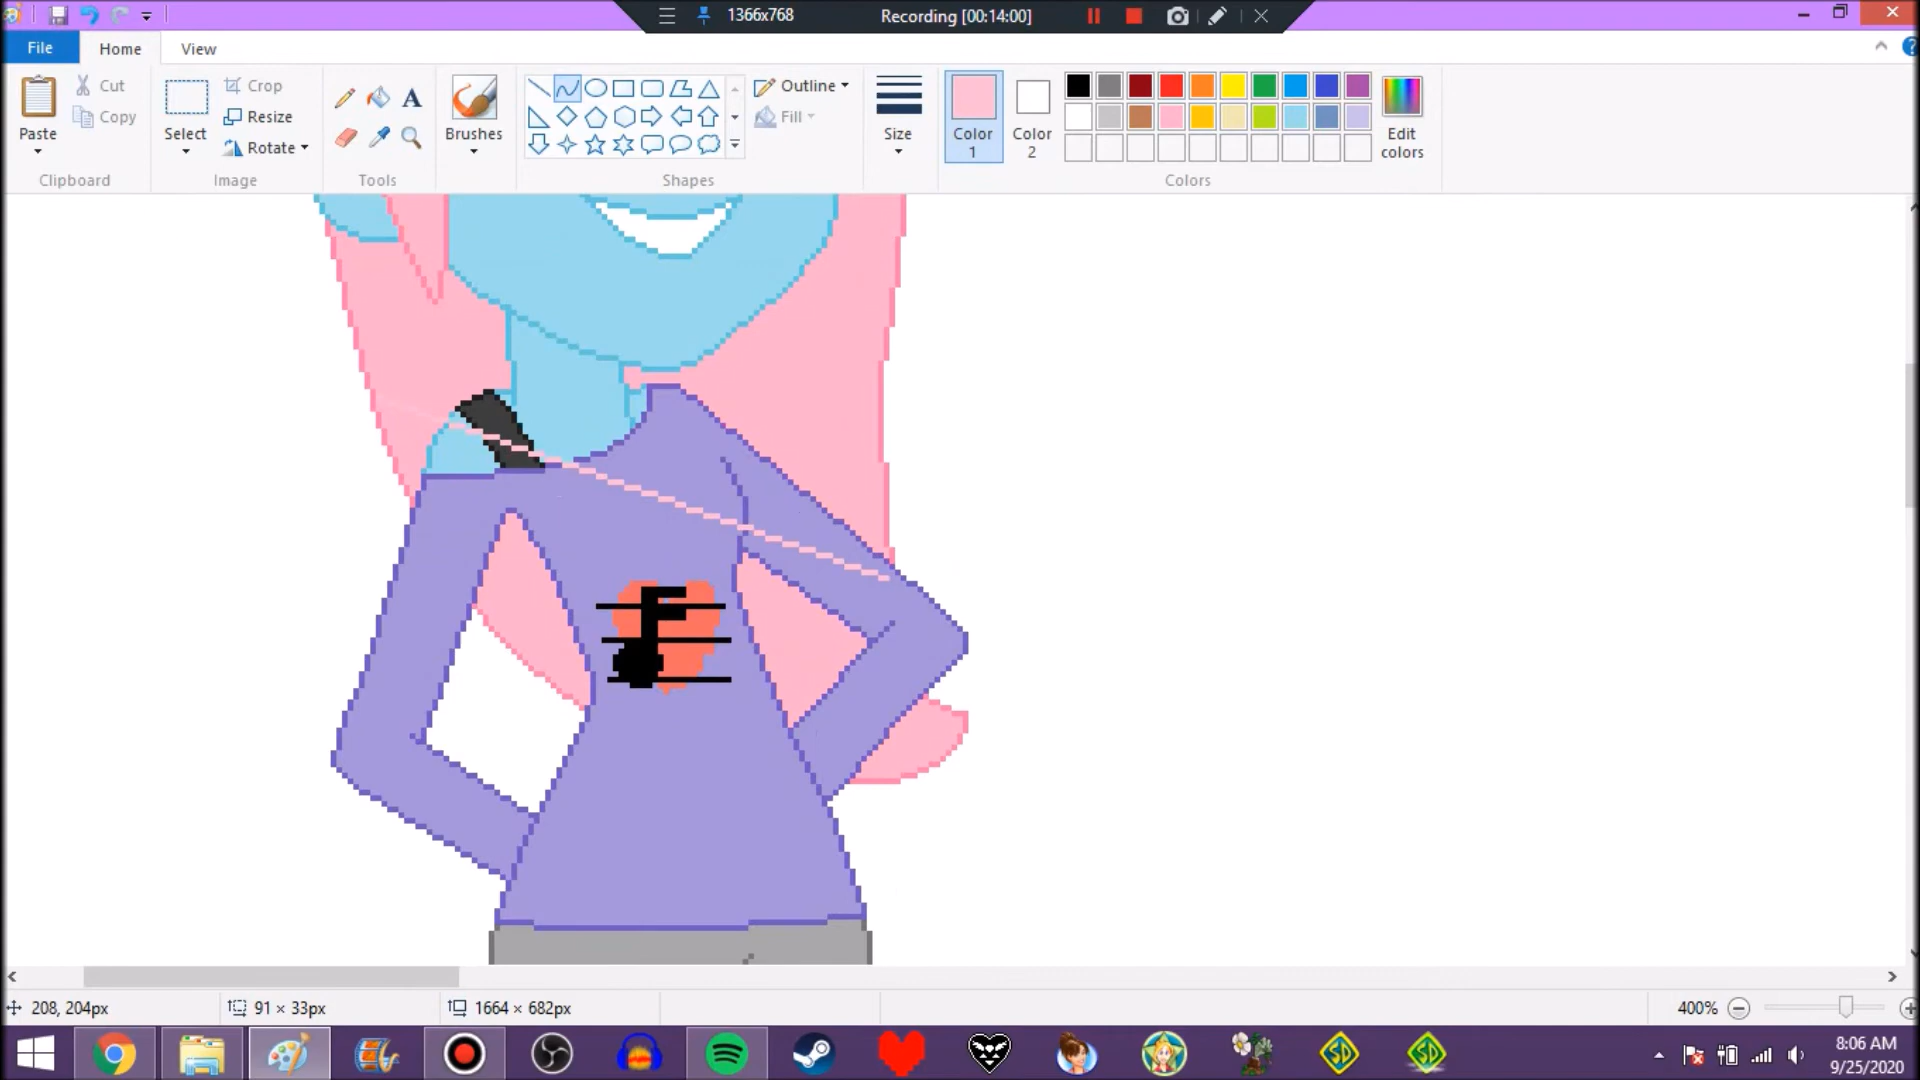 1366x768
Recording [00:14:00]
File
Home
View
Paste
Cut
Copy
Clipboard
Select
Crop
Resize
Rotate
Image
A
Tools
Brushes
Shapes
Outline
Fill
Size
Color
1
Color
2
Edit
colors
Colors
208, 204px
91 × 33px
1664 × 682px
400%
SD
SD
8:06 AM
9/25/2020